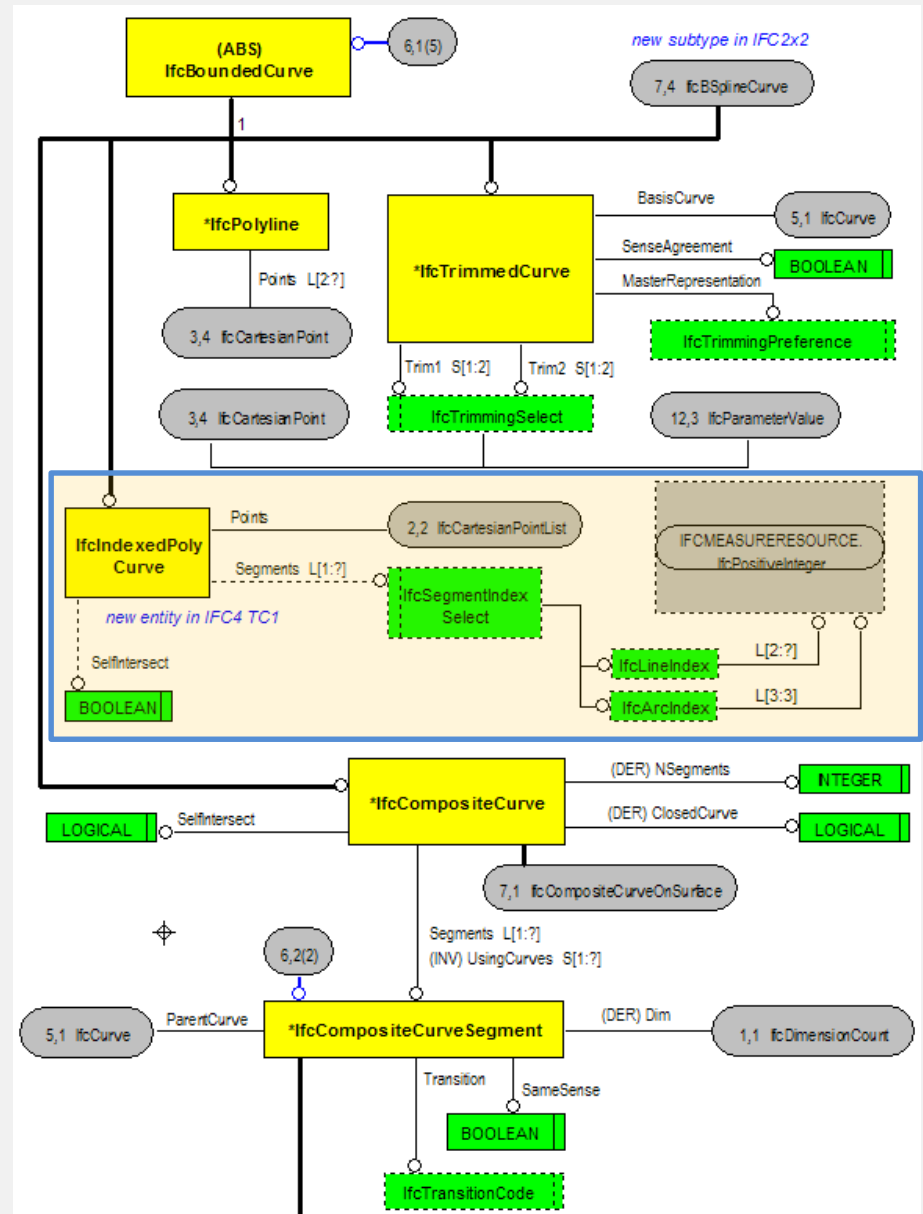 (ABS)
IfcBoundedCurve
6,1(5)
new subtype in IFC2x2
7,4 IfcBSplineCurve
1
*IfcPolyline
Points L[2:?]
3,4 IfcCartesianPoint
*IfcTrimmedCurve
BasisCurve
5,1 IfcCurve
SenseAgreement
BOOLEAN
MasterRepresentation
IfcTrimmingPreference
Trim1 S[1:2]
Trim2 S[1:2]
3,4 IfcCartesianPoint
IfcTrimmingSelect
12,3 IfcParameterValue
IfcIndexedPoly
Curve
Points
2,2 IfcCartesianPointList
IFCMEASURERESOURCE.
IfcPositiveInteger
Segments L[1:?]
IfcSegmentIndex
Select
new entity in IFC4 TC1
SelfIntersect
BOOLEAN
IfcLineIndex
L[2:?]
IfcArcIndex
L[3:3]
*IfcCompositeCurve
(DER) NSegments
INTEGER
SelfIntersect
LOGICAL
(DER) ClosedCurve
LOGICAL
7,1 IfcCompositeCurveOnSurface
Segments L[1:?]
(INV) UsingCurves S[1:?]
6,2(2)
5,1 IfcCurve
ParentCurve
*IfcCompositeCurveSegment
(DER) Dim
1,1 IfcDimensionCount
Transition
SameSense
BOOLEAN
IfcTransitionCode